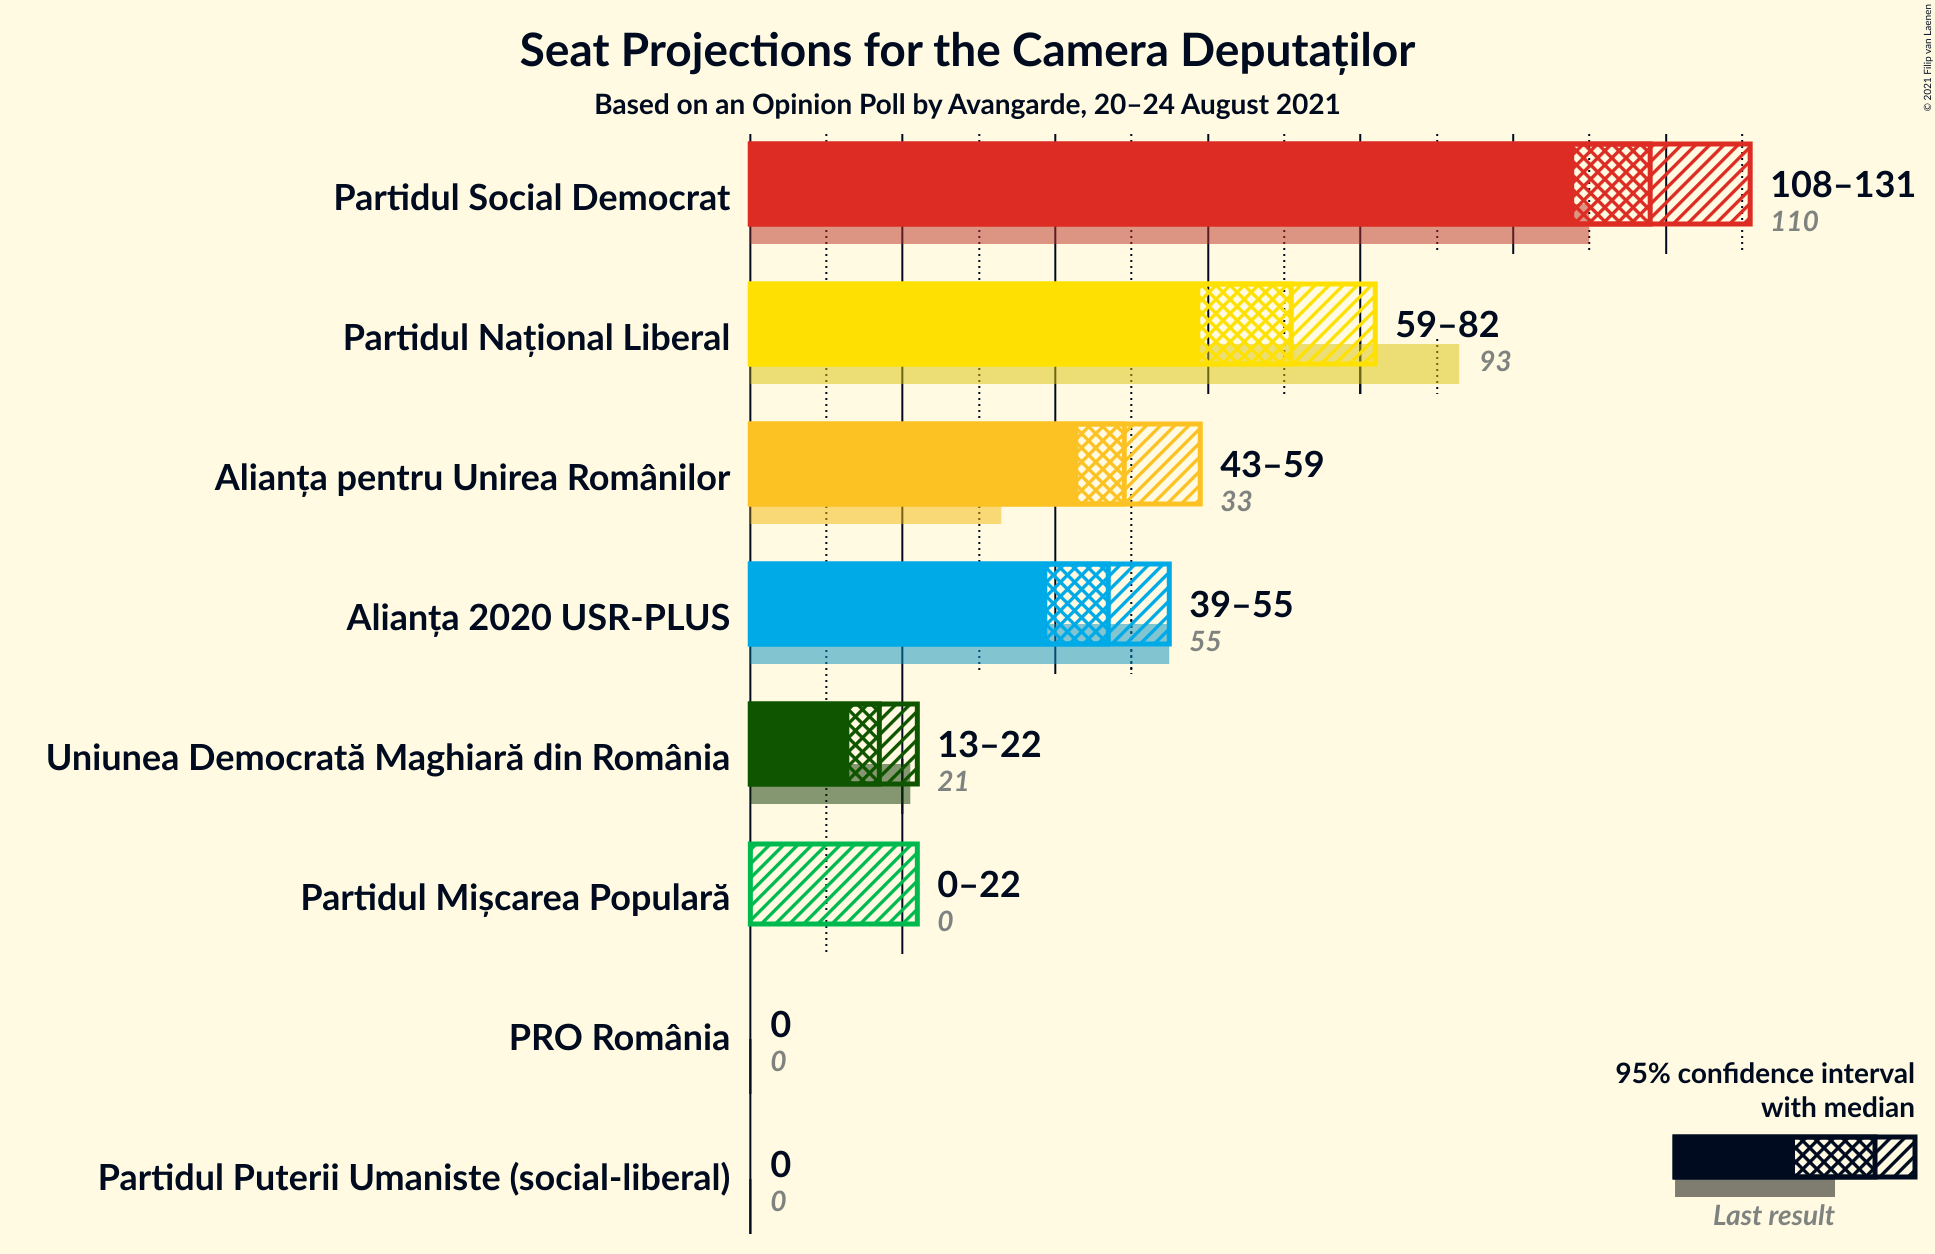 Seat Projections for the Camera Deputaților
Based on an Opinion Poll by Avangarde, 20–24 August 2021
© 2021 Filip van Laenen
Partidul Social Democrat
108–131
110
Partidul Național Liberal
59–82
93
Alianța pentru Unirea Românilor
43–59
33
Alianța 2020 USR-PLUS
39–55
55
Uniunea Democrată Maghiară din România
13–22
21
Partidul Mișcarea Populară
0–22
0
PRO România
0
0
Partidul Puterii Umaniste (social-liberal)
0
0
95% confidence interval
with median
Last result